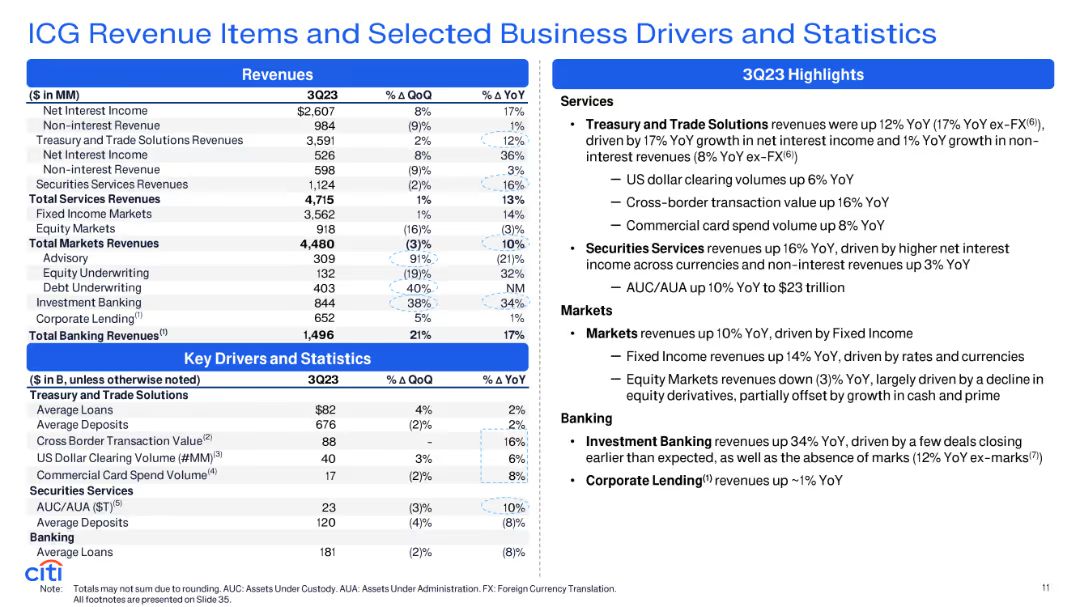 ICG Revenue Items and Selected Business Drivers and Statistics
Revenues
($ in MM) 3Q23 % Δ QoQ % Δ YoY
Net Interest Income $2,607 8% 17%
Non-interest Revenue 984 (9)% 1%
Treasury and Trade Solutions Revenues 3,591 2% 12%
Net Interest Income 526 8% 36%
Non-interest Revenue 598 (9)% 3%
Securities Services Revenues 1,124 (2)% 16%
Total Services Revenues 4,715 1% 13%
Fixed Income Markets 3,562 1% 14%
Equity Markets 918 (16)% (3)%
Total Markets Revenues 4,480 (3)% 10%
Advisory 309 91% (21)%
Equity Underwriting 132 (19)% 32%
Debt Underwriting 403 40% NM
Investment Banking 844 38% 34%
Corporate Lending(1) 652 5% 1%
Total Banking Revenues(1) 1,496 21% 17%
Key Drivers and Statistics
($ in B, unless otherwise noted) 3Q23 % Δ QoQ % Δ YoY
Treasury and Trade Solutions
Average Loans $82 4% 2%
Average Deposits 676 (2)% 2%
Cross Border Transaction Value(2) 88 – 16%
US Dollar Clearing Volume (#MM)(3) 40 3% 6%
Commercial Card Spend Volume(4) 17 (2)% 8%
Securities Services
AUC/AUA ($T)(5) 23 (3)% 10%
Average Deposits 120 (4)% (8)%
Banking
Average Loans 181 (2)% (8)%
3Q23 Highlights
Services
• Treasury and Trade Solutions revenues were up 12% YoY (17% YoY ex-FX(6)),
driven by 17% YoY growth in net interest income and 1% YoY growth in non-
interest revenues (8% YoY ex-FX(6))
— US dollar clearing volumes up 6% YoY
— Cross-border transaction value up 16% YoY
— Commercial card spend volume up 8% YoY
• Securities Services revenues up 16% YoY, driven by higher net interest
income across currencies and non-interest revenues up 3% YoY
— AUC/AUA up 10% YoY to $23 trillion
Markets
• Markets revenues up 10% YoY, driven by Fixed Income
— Fixed Income revenues up 14% YoY, driven by rates and currencies
— Equity Markets revenues down (3)% YoY, largely driven by a decline in
equity derivatives, partially offset by growth in cash and prime
Banking
• Investment Banking revenues up 34% YoY, driven by a few deals closing
earlier than expected, as well as the absence of marks (12% YoY ex-marks(7))
• Corporate Lending(1) revenues up ~1% YoY
citi
Note: Totals may not sum due to rounding. AUC: Assets Under Custody. AUA: Assets Under Administration. FX: Foreign Currency Translation.
All footnotes are presented on Slide 35.
11